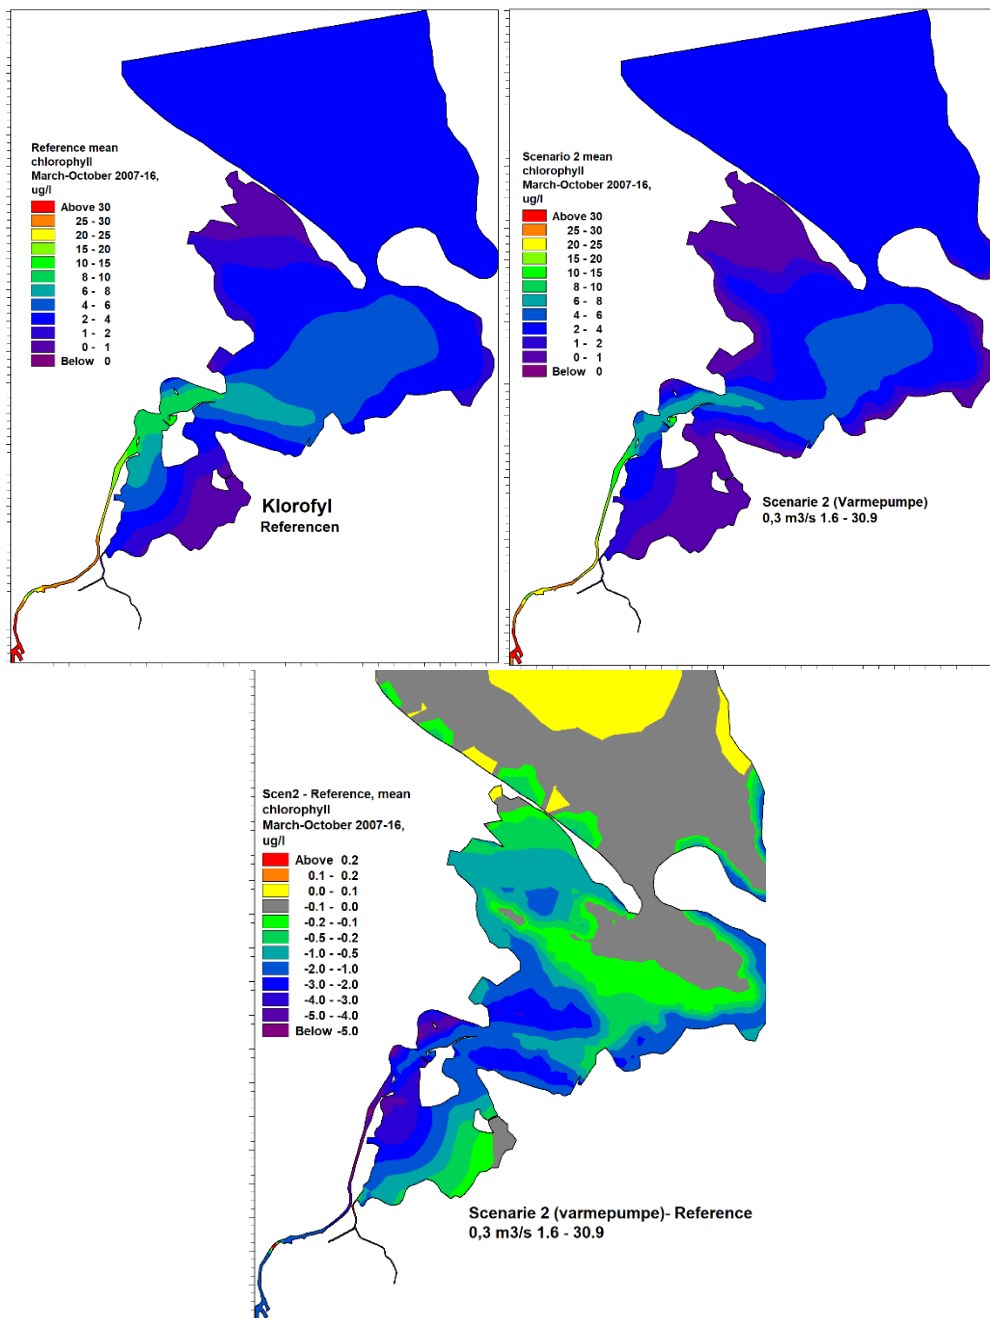 Reference mean
chlorophyll
March-October 2007-16,
ug/l
Above 30
25 - 30
20 - 25
15 - 20
10 - 15
8 - 10
6 - 8
4 - 6
2 - 4
1 - 2
0 - 1
Below 0
Klorofyl
Referencen
Scenario 2 mean
chlorophyll
March-October 2007-16,
ug/l
Above 30
25 - 30
20 - 25
15 - 20
10 - 15
8 - 10
6 - 8
4 - 6
2 - 4
1 - 2
0 - 1
Below 0
Scenarie 2 (Varmepumpe)
0,3 m3/s 1.6 - 30.9
Scen2 - Reference, mean
chlorophyll
March-October 2007-16,
ug/l
Above 0.2
0.1 - 0.2
0.0 - 0.1
-0.1 - 0.0
-0.2 - -0.1
-0.5 - -0.2
-1.0 - -0.5
-2.0 - -1.0
-3.0 - -2.0
-4.0 - -3.0
-5.0 - -4.0
Below -5.0
Scenarie 2 (varmepumpe)- Reference
0,3 m3/s 1.6 - 30.9